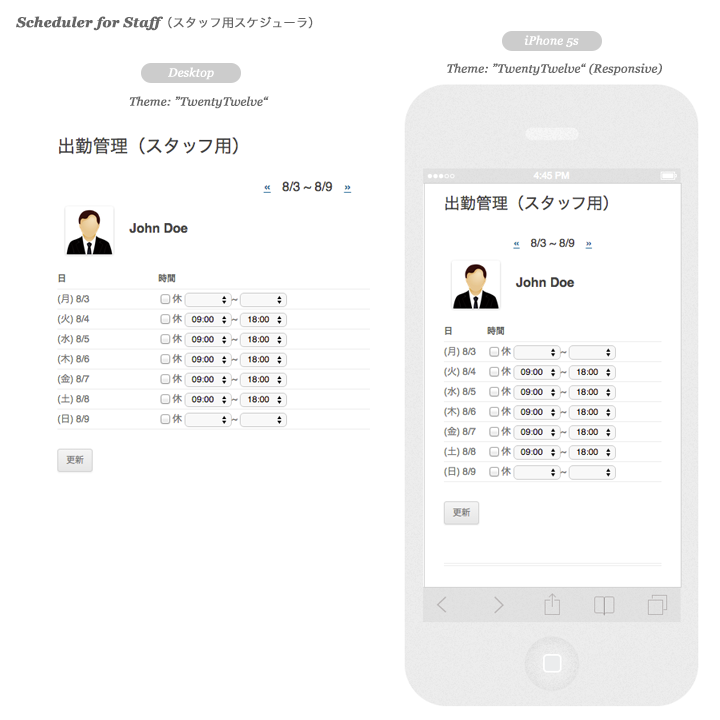 Scheduler for Staff（スタッフ用スケジューラ）
Desktop
Theme: ”TwentyTwelve“
出勤管理（スタッフ用）
« 8/3 ~ 8/9 »
John Doe
日 時間
(月) 8/3 休 ~
(火) 8/4 休 09:00 ~ 18:00
(水) 8/5 休 09:00 ~ 18:00
(木) 8/6 休 09:00 ~ 18:00
(金) 8/7 休 09:00 ~ 18:00
(土) 8/8 休 09:00 ~ 18:00
(日) 8/9 休 ~
更新
iPhone 5s
Theme: ”TwentyTwelve“ (Responsive)
4:45 PM
出勤管理（スタッフ用）
« 8/3 ~ 8/9 »
John Doe
日 時間
(月) 8/3 休 ~
(火) 8/4 休 09:00 ~ 18:00
(水) 8/5 休 09:00 ~ 18:00
(木) 8/6 休 09:00 ~ 18:00
(金) 8/7 休 09:00 ~ 18:00
(土) 8/8 休 09:00 ~ 18:00
(日) 8/9 休 ~
更新